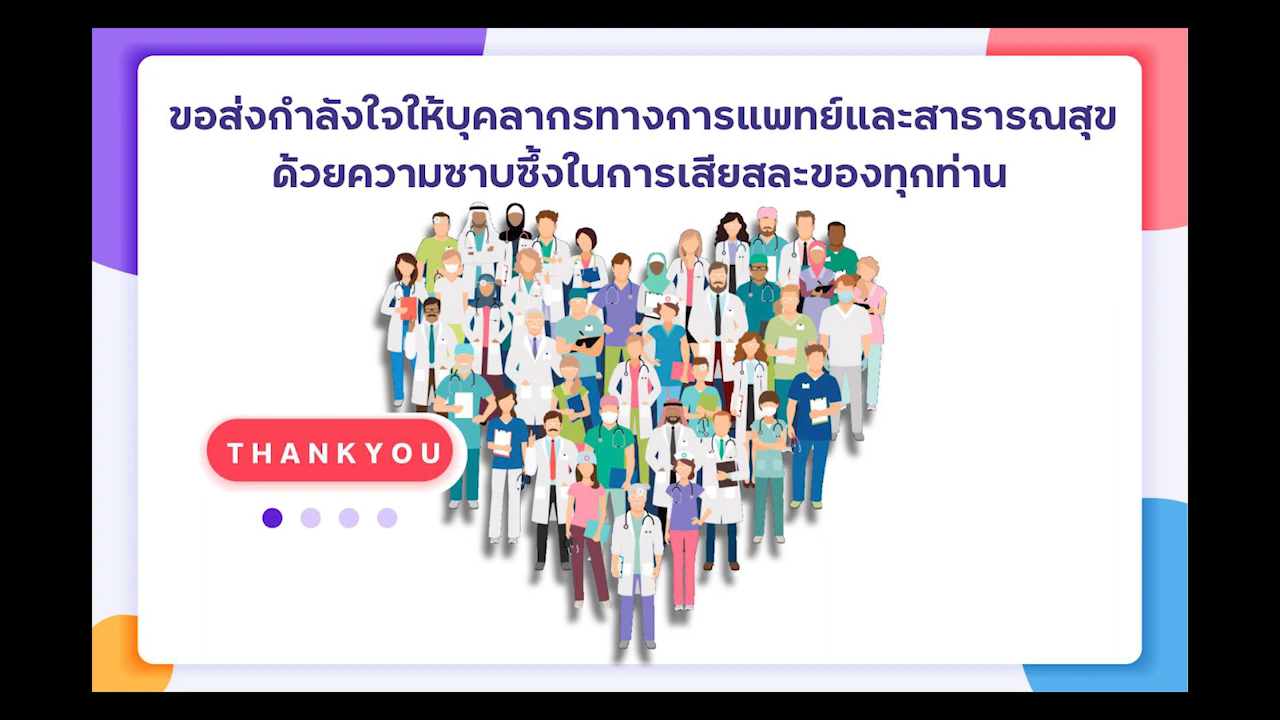 ขอส่งกำลังใจให้บุคลากรทางการแพทย์และสาธารณสุข
ด้วยความซาบซึ้งในการเสียสละของทุกท่าน
THANKYOU